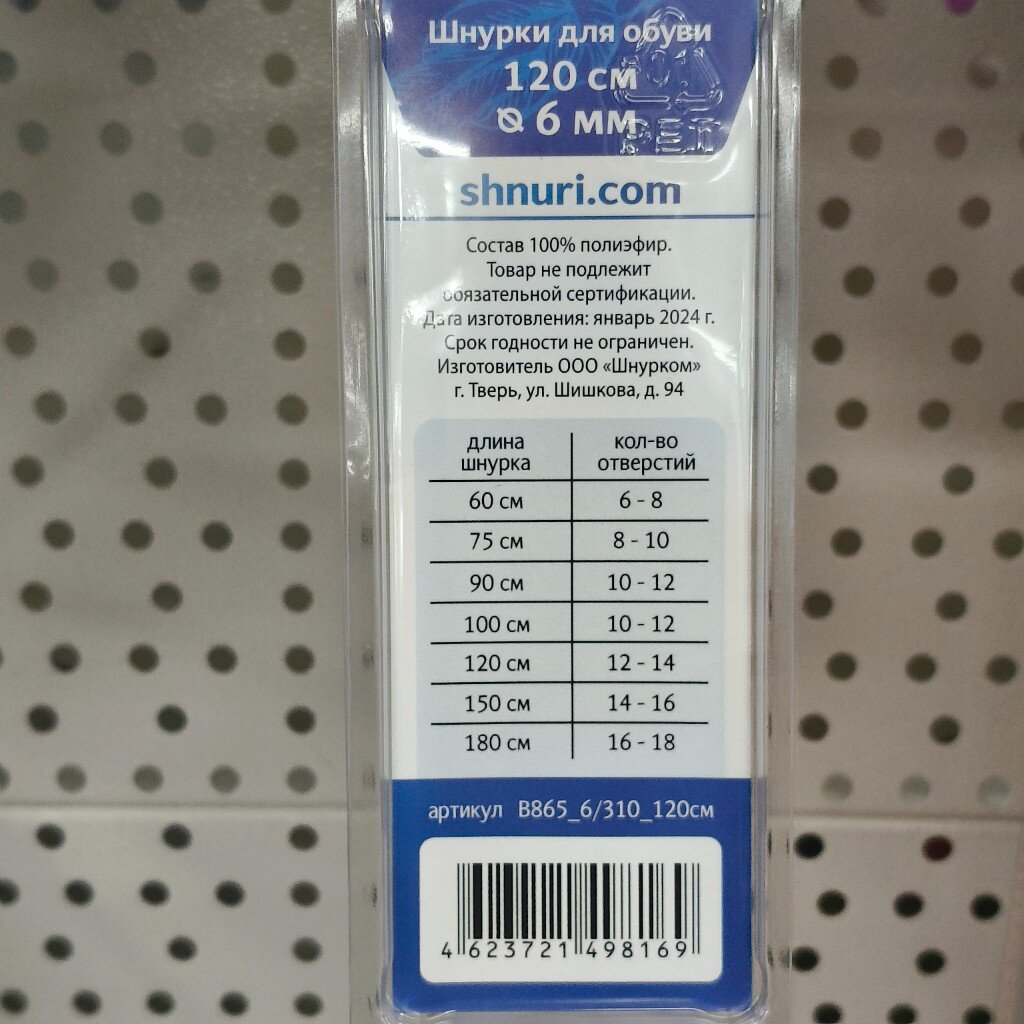 Шнурки для обуви
120 см
⌀ 6 мм
01
PET
shnuri.com
Состав 100% полиэфир.
Товар не подлежит
обязательной сертификации.
Дата изготовления: январь 2024 г.
Срок годности не ограничен.
Изготовитель ООО «Шнурком»
г. Тверь, ул. Шишкова, д. 94
длина шнурка кол-во отверстий
60 см 6 - 8
75 см 8 - 10
90 см 10 - 12
100 см 10 - 12
120 см 12 - 14
150 см 14 - 16
180 см 16 - 18
артикул B865_6/310_120см
4 623721 498169